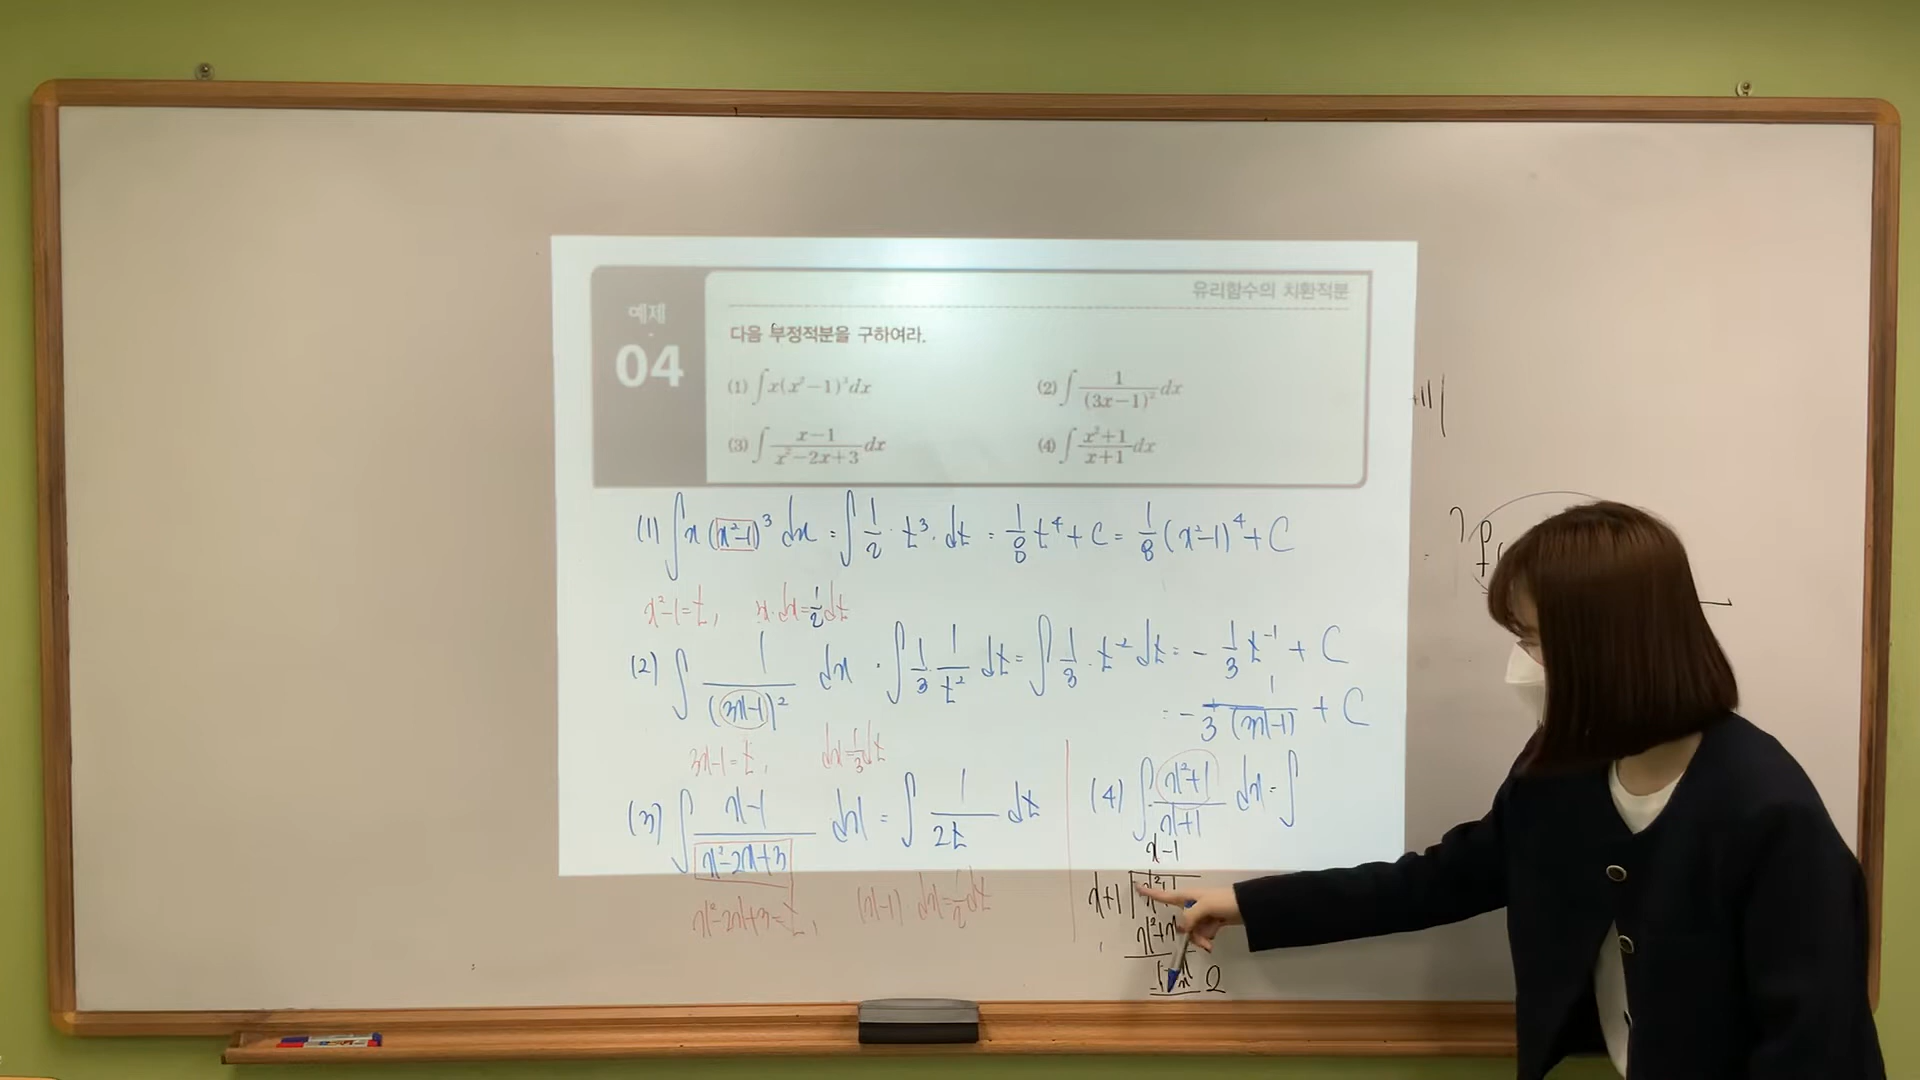 유리함수의 치환적분
예제
04
다음 부정적분을 구하여라.
(1) ∫x(x²−1)³dx
(2) ∫1/(3x−1)² dx
(3) ∫(x−1)/(x²−2x+3) dx
(4) ∫(x²+1)/(x+1) dx
+1|
(1) ∫x(x²-1)³ dx = ∫1/2 · t³ · dt = 1/8 t⁴ + C = 1/8 (x²-1)⁴ + C
x²-1=t, x·dx=1/2 dt
(2) ∫1/(3x-1)² dx · ∫1/3 · 1/t² dt = ∫1/3 · t⁻² dt = - 1/3 t⁻¹ + C
= - 1/3(3x-1) + C
3x-1=t, dx=1/3 dt
(3) ∫(x-1)/(x²-2x+3) dx = ∫1/2t dt
x²-2x+3=t, (x-1) dx=1/2 dt
(4) ∫(x²+1)/(x+1) dx = ∫
x-1
x+1 x²+1
x²+x
2